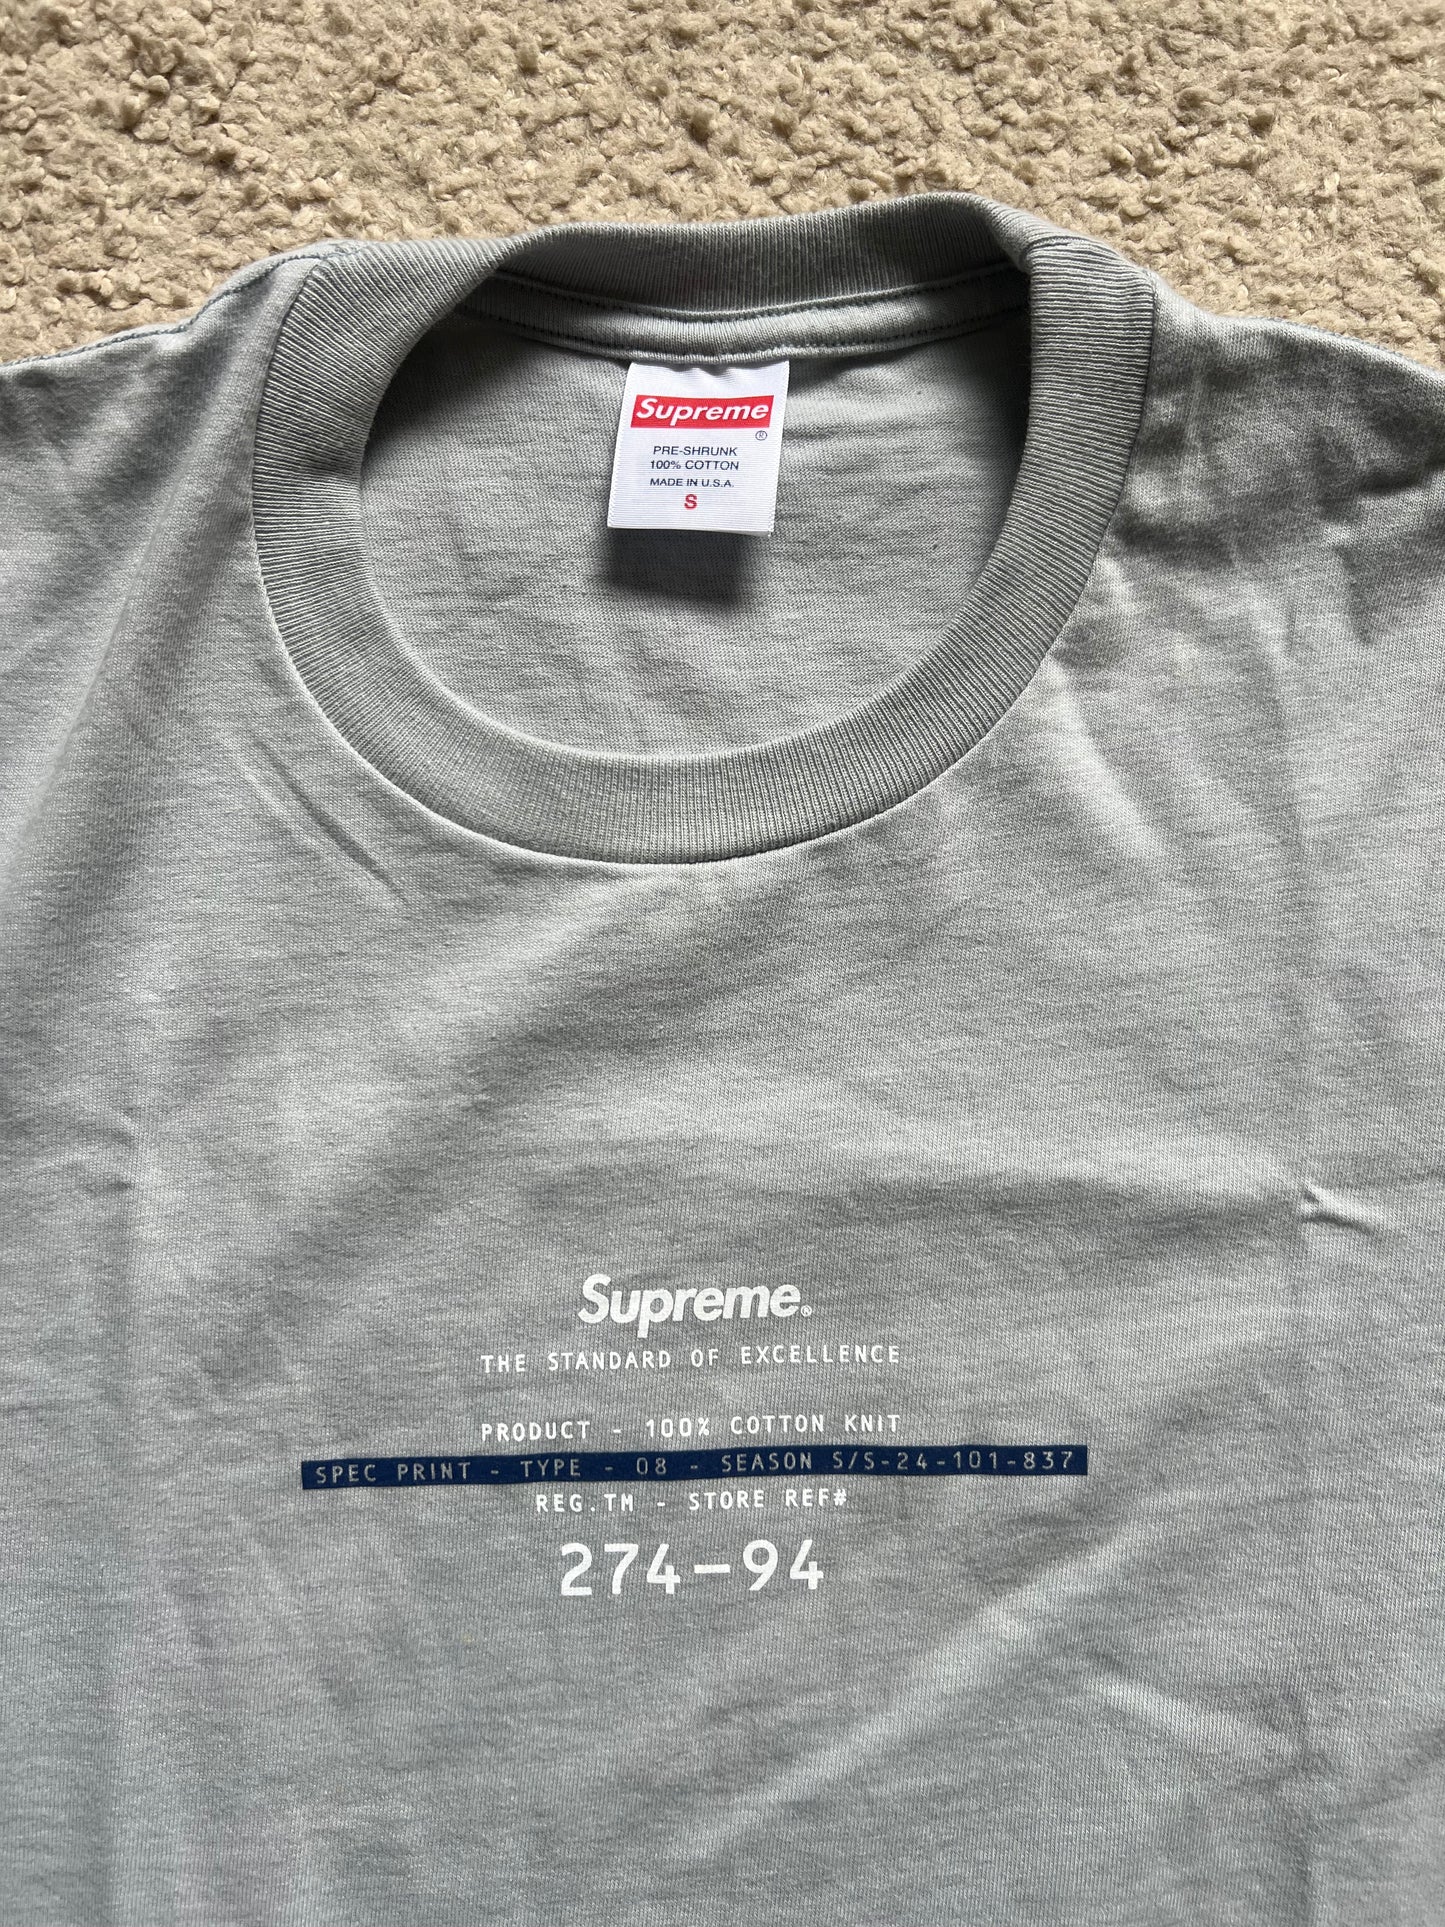 Supreme
®
PRE-SHRUNK
100% COTTON
MADE IN U.S.A.
S
Supreme®
THE STANDARD OF EXCELLENCE
PRODUCT - 100% COTTON KNIT
SPEC PRINT - TYPE - 08 - SEASON S/S-24-101-837
REG.TM - STORE REF#
274-94